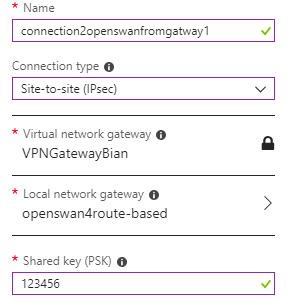 * Name
connection2openswanfromgatway1
Connection type
Site-to-site (IPsec)
* Virtual network gateway
VPNGatewayBian
* Local network gateway
openswan4route-based
* Shared key (PSK)
123456